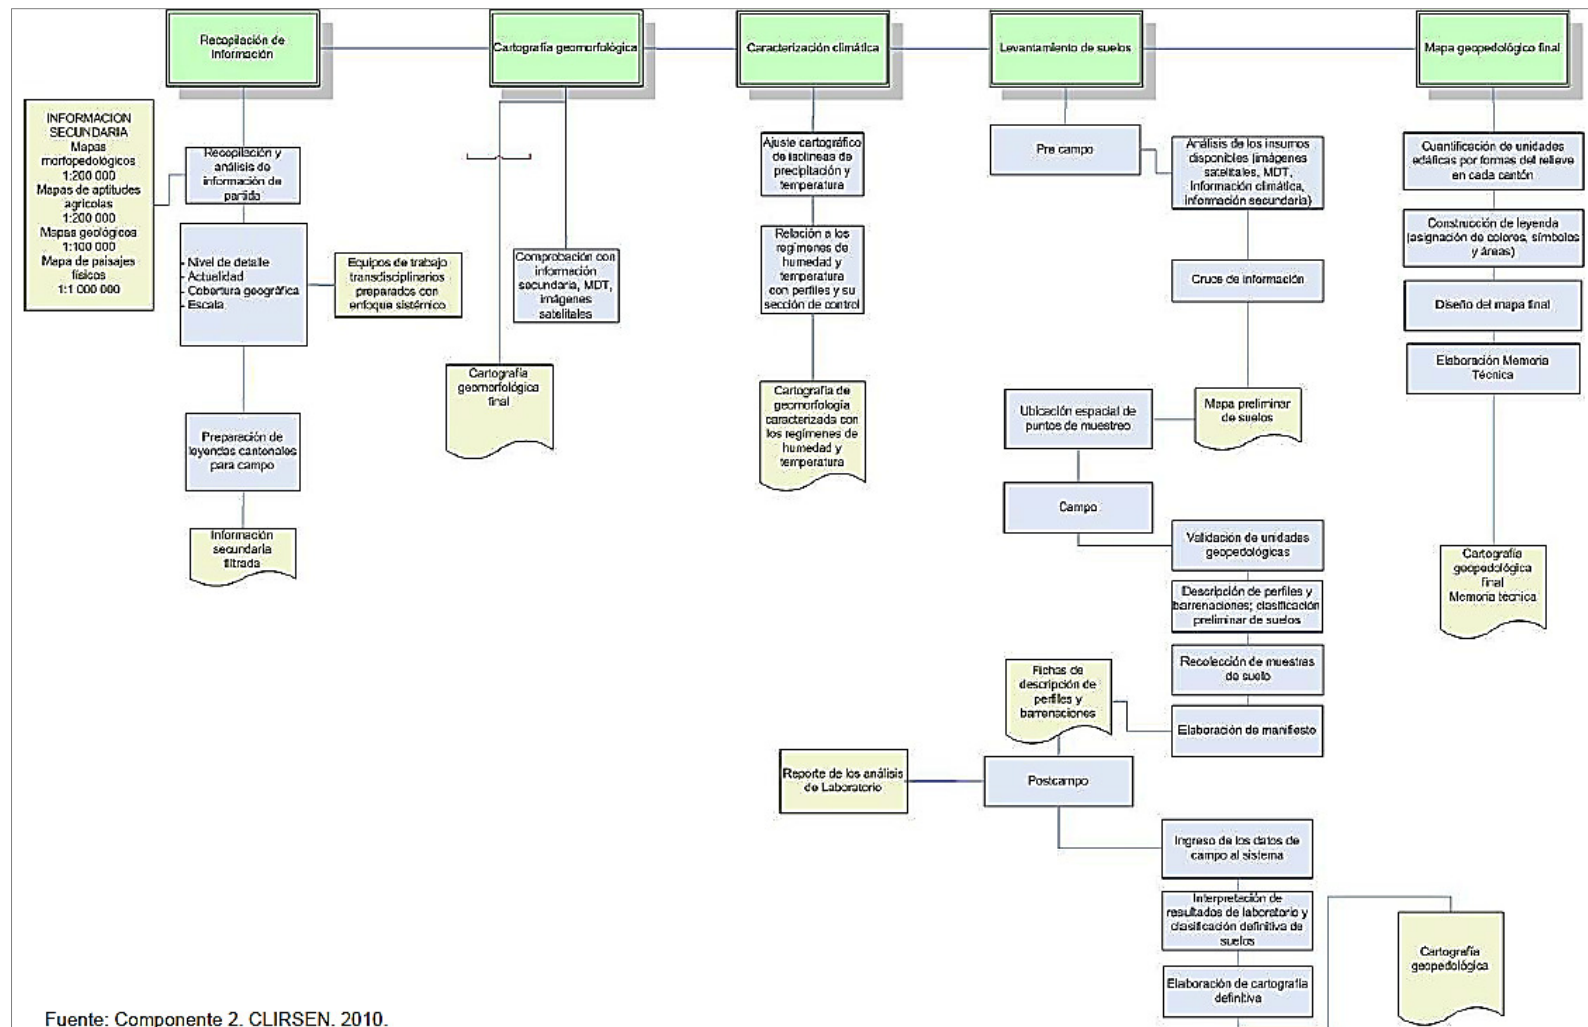 Recopilación de
Información
Cartografía geomorfológica
Caracterización climática
Levantamiento de suelos
Mapa geopedológico final
INFORMACION
SECUNDARIA
Mapas
morfopedológicos
1:200 000
Mapas de aptitudes
agrícolas
1:200 000
Mapas geológicos
1:100 000
Mapa de paisajes
físicos
1:1 000 000
Recopilación y
análisis de
información de
partida
Nivel de detalle
Actualidad
Cobertura geográfica
Escala
Equipos de trabajo
transdisciplinarios
preparados con
enfoque sistémico
Preparación de
leyendas cantonales
para campo
Información
secundaria
filtrada
Comprobación con
información
secundaria, MDT,
imágenes
satelitales
Cartografía
geomorfológica
final
Ajuste cartográfico
de isolíneas de
precipitación y
temperatura
Relación a los
regímenes de
humedad y
temperatura
con perfiles y su
sección de control
Cartografía de
geomorfología
caracterizada con
los regímenes de
humedad y
temperatura
Pre campo
Análisis de los insumos
disponibles (imágenes
satelitales, MDT,
Información climática,
información secundaria)
Cruce de información
Mapa preliminar
de suelos
Ubicación espacial de
puntos de muestreo
Campo
Validación de unidades
geopedológicas
Descripción de perfiles y
barrenaciones; clasificación
preliminar de suelos
Recolección de muestras
de suelo
Elaboración de manifiesto
Fichas de
descripción de
perfiles y
barrenaciones
Reporte de los análisis
de Laboratorio
Postcampo
Ingreso de los datos de
campo al sistema
Interpretación de
resultados de laboratorio y
clasificación definitiva de
suelos
Elaboración de cartografía
definitiva
Cartografía
geopedológica
Cuantificación de unidades
edáficas por formas del relieve
en cada cantón
Construcción de leyenda
(asignación de colores, símbolos
y áreas)
Diseño del mapa final
Elaboración Memoria
Técnica
Cartografía
geopedológica
final
Memoria técnica
Fuente: Componente 2. CLIRSEN. 2010.